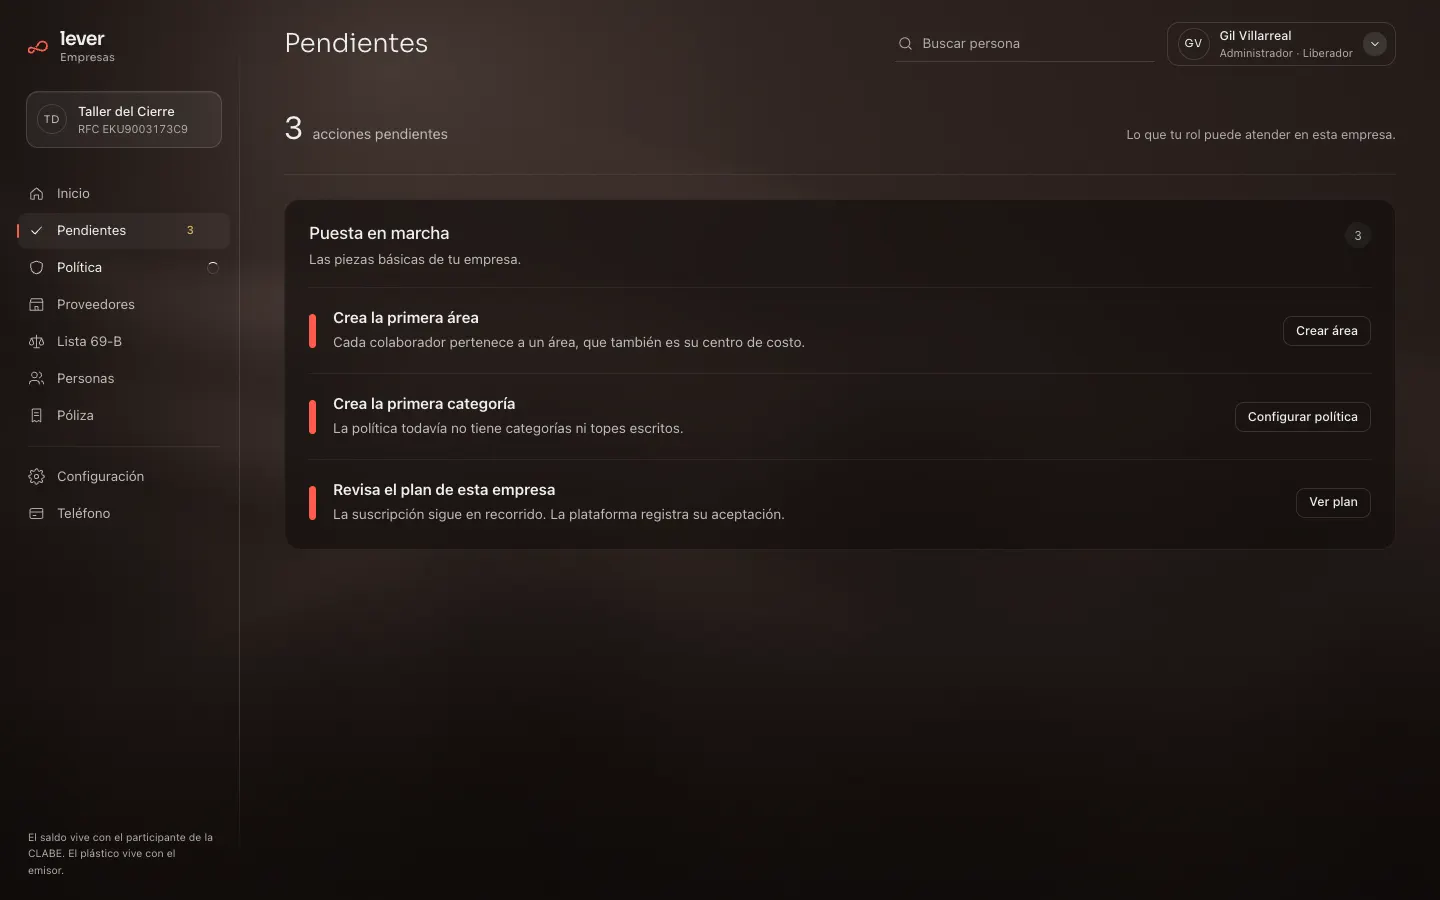 lever
Empresas
TD
Taller del Cierre
RFC EKU9003173C9
Inicio
Pendientes 3
Política
Proveedores
Lista 69-B
Personas
Póliza
Configuración
Teléfono
El saldo vive con el participante de la
CLABE. El plástico vive con el
emisor.
Pendientes
Buscar persona
GV
Gil Villarreal
Administrador · Liberador
3 acciones pendientes
Lo que tu rol puede atender en esta empresa.
Puesta en marcha
3
Las piezas básicas de tu empresa.
Crea la primera área
Cada colaborador pertenece a un área, que también es su centro de costo.
Crear área
Crea la primera categoría
La política todavía no tiene categorías ni topes escritos.
Configurar política
Revisa el plan de esta empresa
La suscripción sigue en recorrido. La plataforma registra su aceptación.
Ver plan